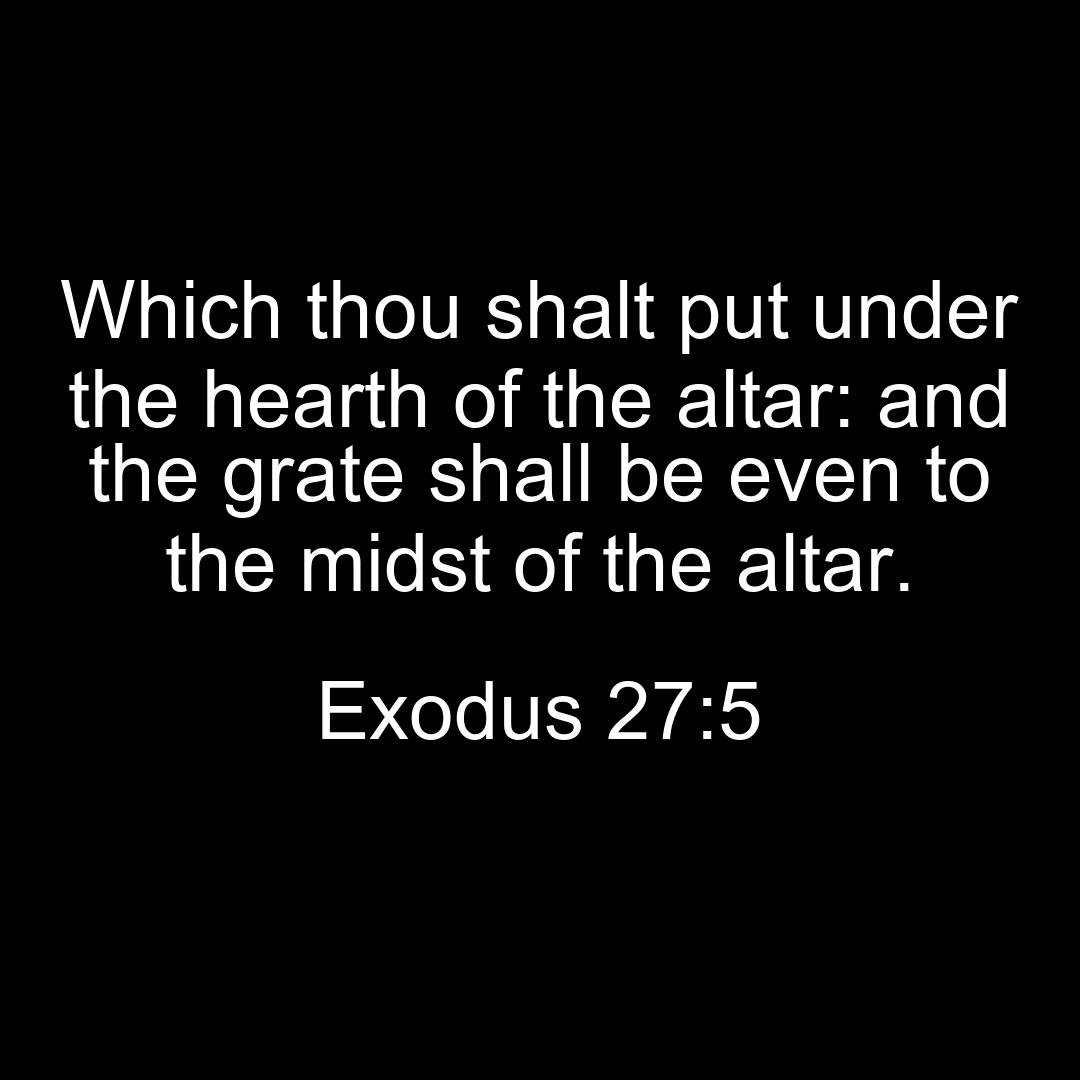 Which thou shalt put under
the hearth of the altar: and
the grate shall be even to
the midst of the altar.
Exodus 27:5